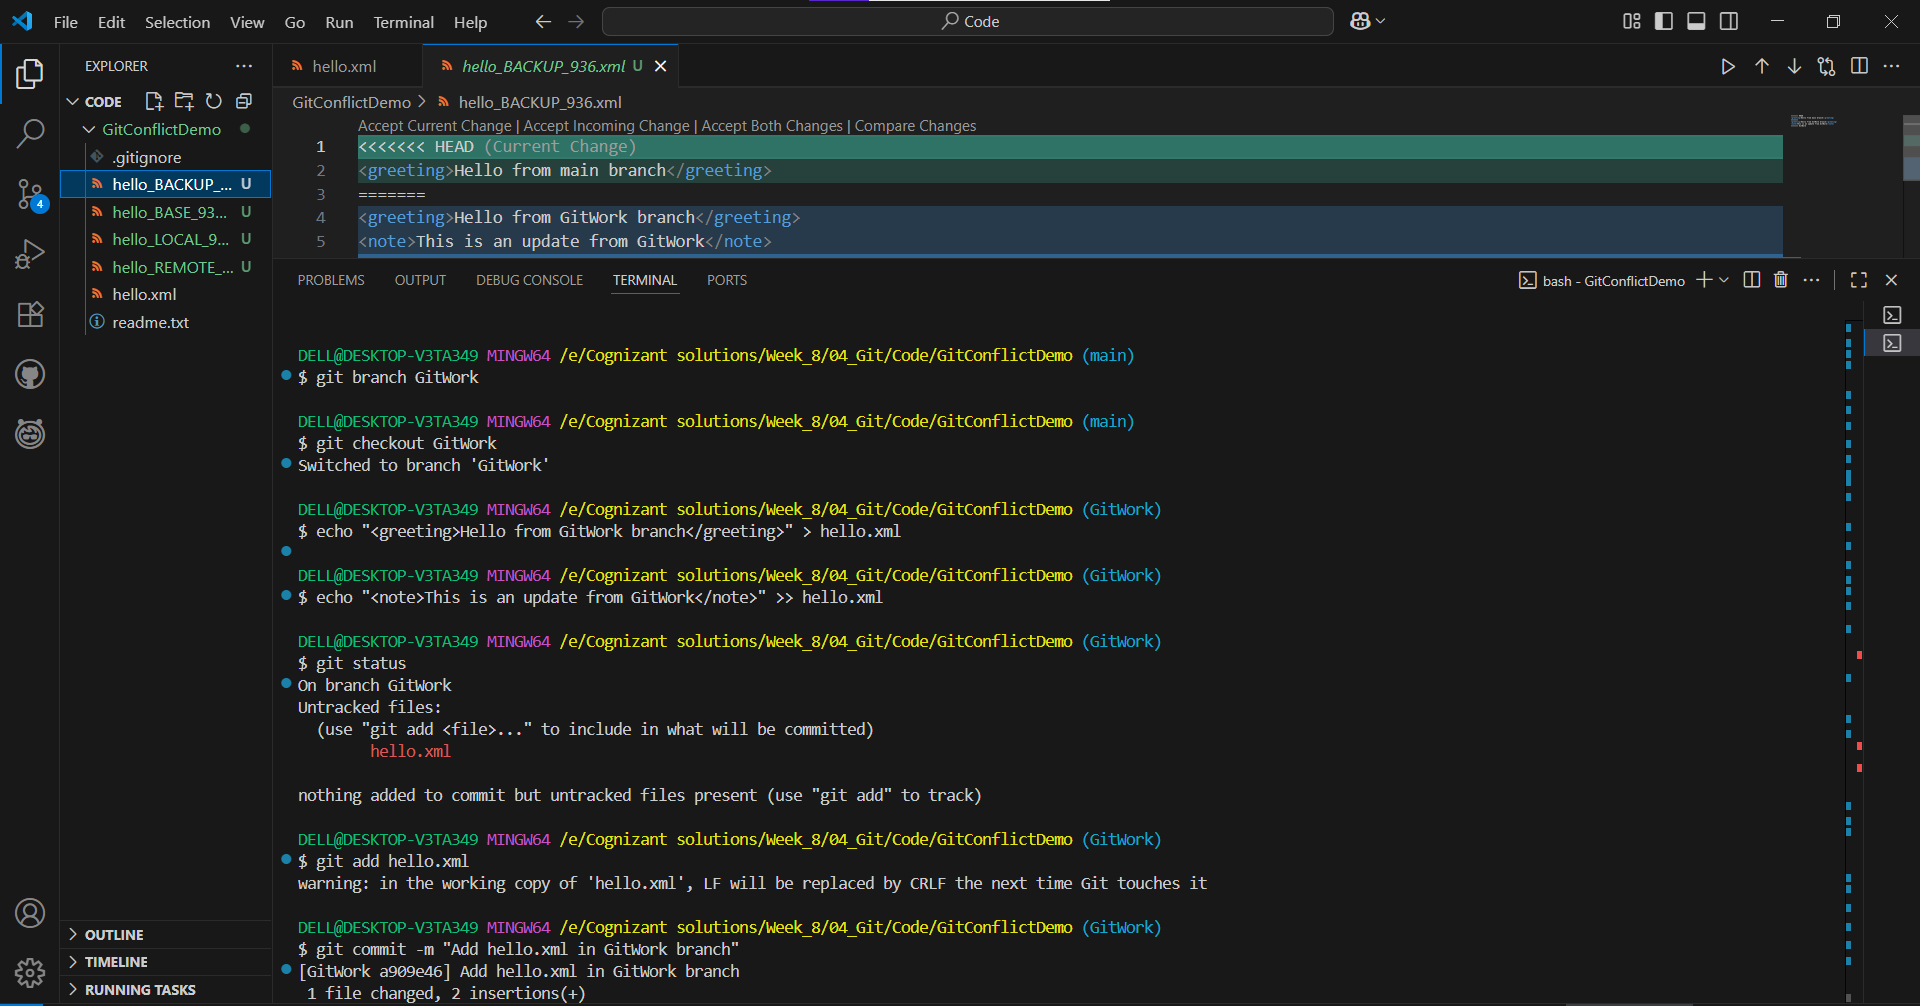 File Edit Selection View Go Run Terminal Help
Code
EXPLORER
CODE
GitConflictDemo
.gitignore
hello_BACKUP_... U
hello_BASE_93... U
hello_LOCAL_9... U
hello_REMOTE_... U
hello.xml
readme.txt
4
OUTLINE
TIMELINE
RUNNING TASKS
hello.xml
hello_BACKUP_936.xml U
GitConflictDemo > hello_BACKUP_936.xml
Accept Current Change | Accept Incoming Change | Accept Both Changes | Compare Changes
1 <<<<<<< HEAD (Current Change)
2 <greeting>Hello from main branch</greeting>
3 =======
4 <greeting>Hello from GitWork branch</greeting>
5 <note>This is an update from GitWork</note>
PROBLEMS OUTPUT DEBUG CONSOLE TERMINAL PORTS
bash - GitConflictDemo
DELL@DESKTOP-V3TA349 MINGW64 /e/Cognizant solutions/Week_8/04_Git/Code/GitConflictDemo (main)
$ git branch GitWork
DELL@DESKTOP-V3TA349 MINGW64 /e/Cognizant solutions/Week_8/04_Git/Code/GitConflictDemo (main)
$ git checkout GitWork
Switched to branch 'GitWork'
DELL@DESKTOP-V3TA349 MINGW64 /e/Cognizant solutions/Week_8/04_Git/Code/GitConflictDemo (GitWork)
$ echo "<greeting>Hello from GitWork branch</greeting>" > hello.xml
DELL@DESKTOP-V3TA349 MINGW64 /e/Cognizant solutions/Week_8/04_Git/Code/GitConflictDemo (GitWork)
$ echo "<note>This is an update from GitWork</note>" >> hello.xml
DELL@DESKTOP-V3TA349 MINGW64 /e/Cognizant solutions/Week_8/04_Git/Code/GitConflictDemo (GitWork)
$ git status
On branch GitWork
Untracked files:
(use "git add <file>..." to include in what will be committed)
hello.xml
nothing added to commit but untracked files present (use "git add" to track)
DELL@DESKTOP-V3TA349 MINGW64 /e/Cognizant solutions/Week_8/04_Git/Code/GitConflictDemo (GitWork)
$ git add hello.xml
warning: in the working copy of 'hello.xml', LF will be replaced by CRLF the next time Git touches it
DELL@DESKTOP-V3TA349 MINGW64 /e/Cognizant solutions/Week_8/04_Git/Code/GitConflictDemo (GitWork)
$ git commit -m "Add hello.xml in GitWork branch"
[GitWork a909e46] Add hello.xml in GitWork branch
1 file changed, 2 insertions(+)